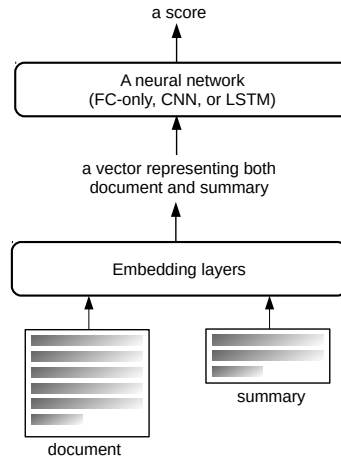 a score
A neural network
(FC-only, CNN, or LSTM)
a vector representing both
document and summary
Embedding layers
summary
document